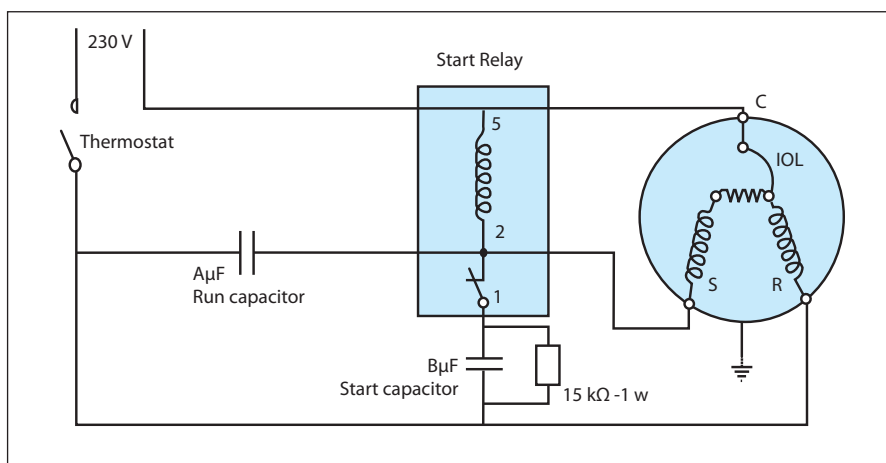 230 V
Start Relay
C
5
Thermostat
IOL
2
AμF
Run capacitor
S
R
1
BμF
Start capacitor
15 kΩ -1 w